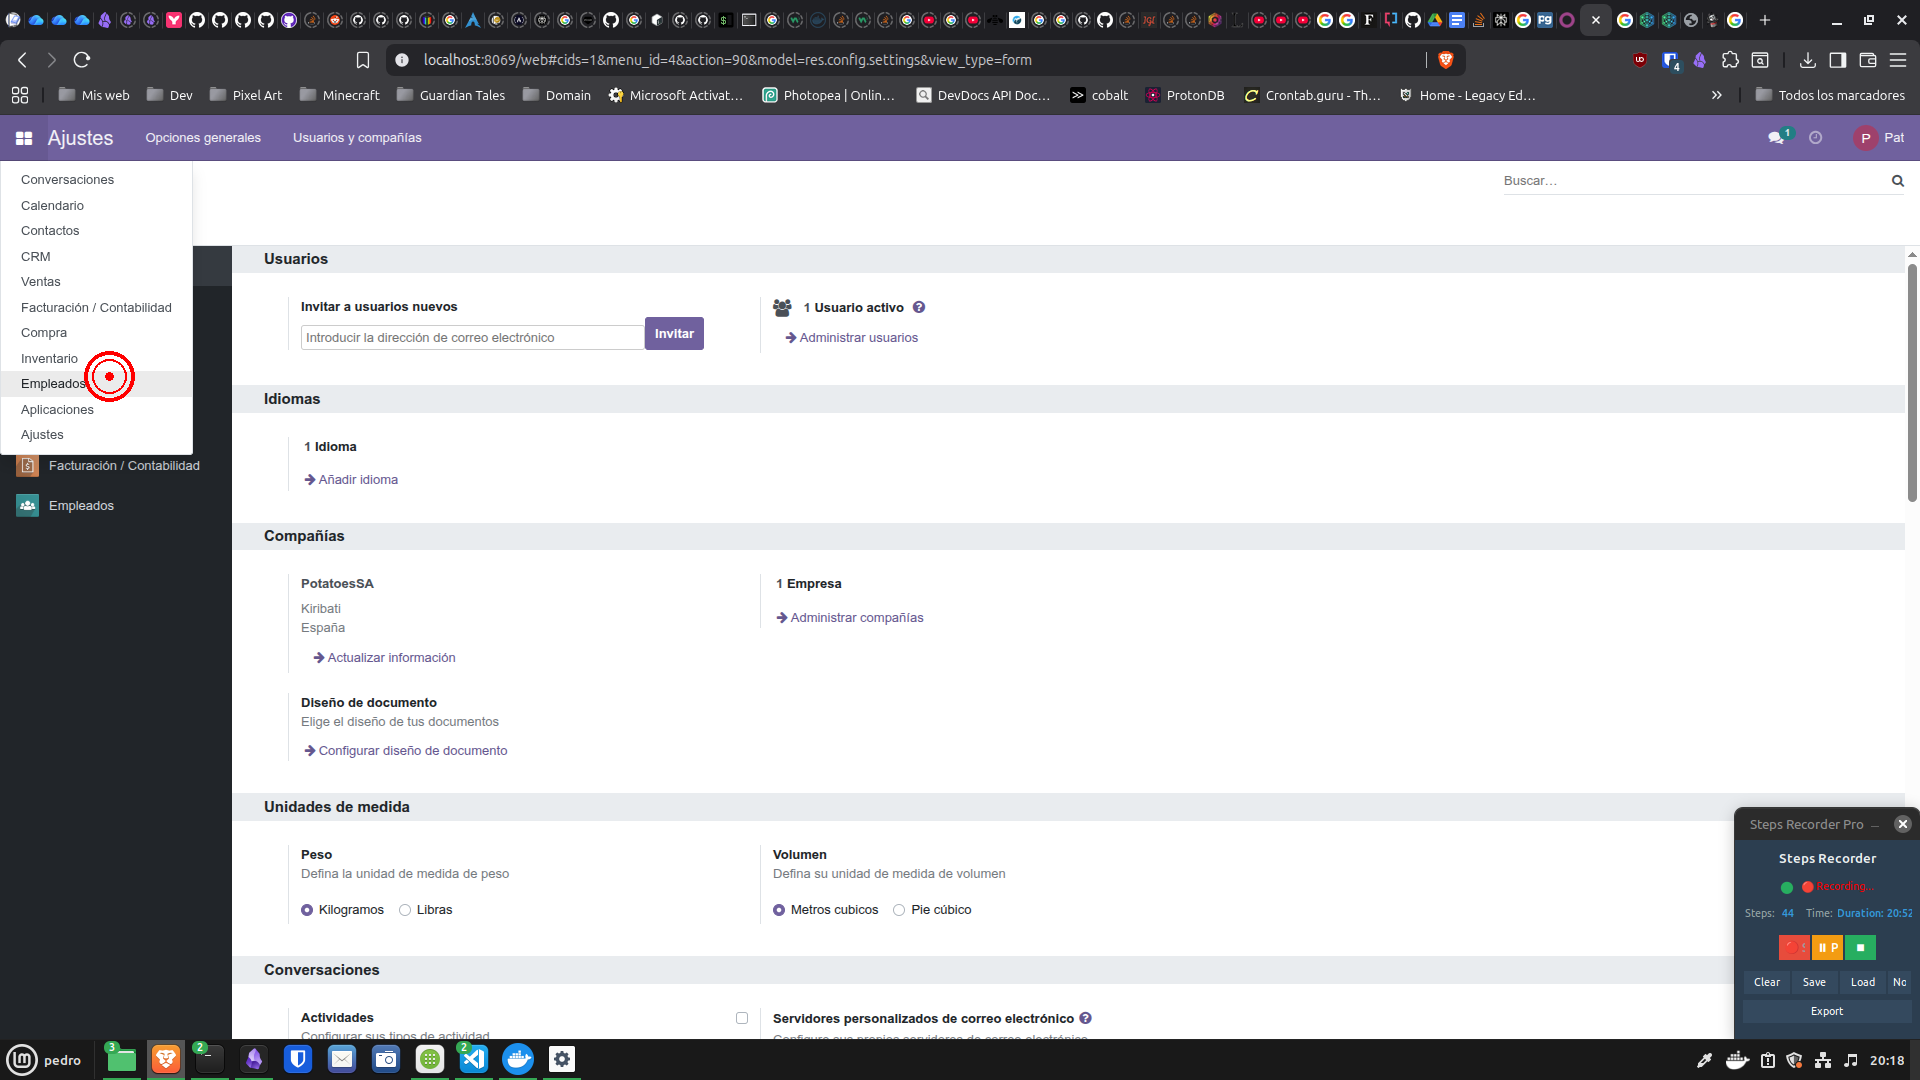 localhost:8069/web#cids=1&menu_id=4&action=90&model=res.config.settings&view_type=form
4
Mis web
Dev
Pixel Art
Minecraft
Guardian Tales
Domain
Microsoft Activat...
Photopea | Onlin...
DevDocs API Doc...
cobalt
ProtonDB
Crontab.guru - Th...
Home - Legacy Ed...
Todos los marcadores
Ajustes
Opciones generales
Usuarios y compañías
1
P
Pat
Buscar...
Conversaciones
Calendario
Contactos
CRM
Ventas
Facturación / Contabilidad
Compra
Inventario
Empleados
Aplicaciones
Ajustes
Facturación / Contabilidad
Empleados
Usuarios
Invitar a usuarios nuevos
Introducir la dirección de correo electrónico
Invitar
1 Usuario activo
Administrar usuarios
Idiomas
1 Idioma
Añadir idioma
Compañías
PotatoesSA
Kiribati
España
Actualizar información
1 Empresa
Administrar compañías
Diseño de documento
Elige el diseño de tus documentos
Configurar diseño de documento
Unidades de medida
Peso
Defina la unidad de medida de peso
Kilogramos
Libras
Volumen
Defina su unidad de medida de volumen
Metros cubicos
Pie cúbico
Conversaciones
Actividades
Configurar sus tipos de actividad
Servidores personalizados de correo electrónico
Configure sus propios servidores de correo electrónico
Steps Recorder Pro
Steps Recorder
Recording...
Steps: 44 Time: Duration: 20:52
P
Clear
Save
Load
No
Export
pedro
3
2
2
20:18